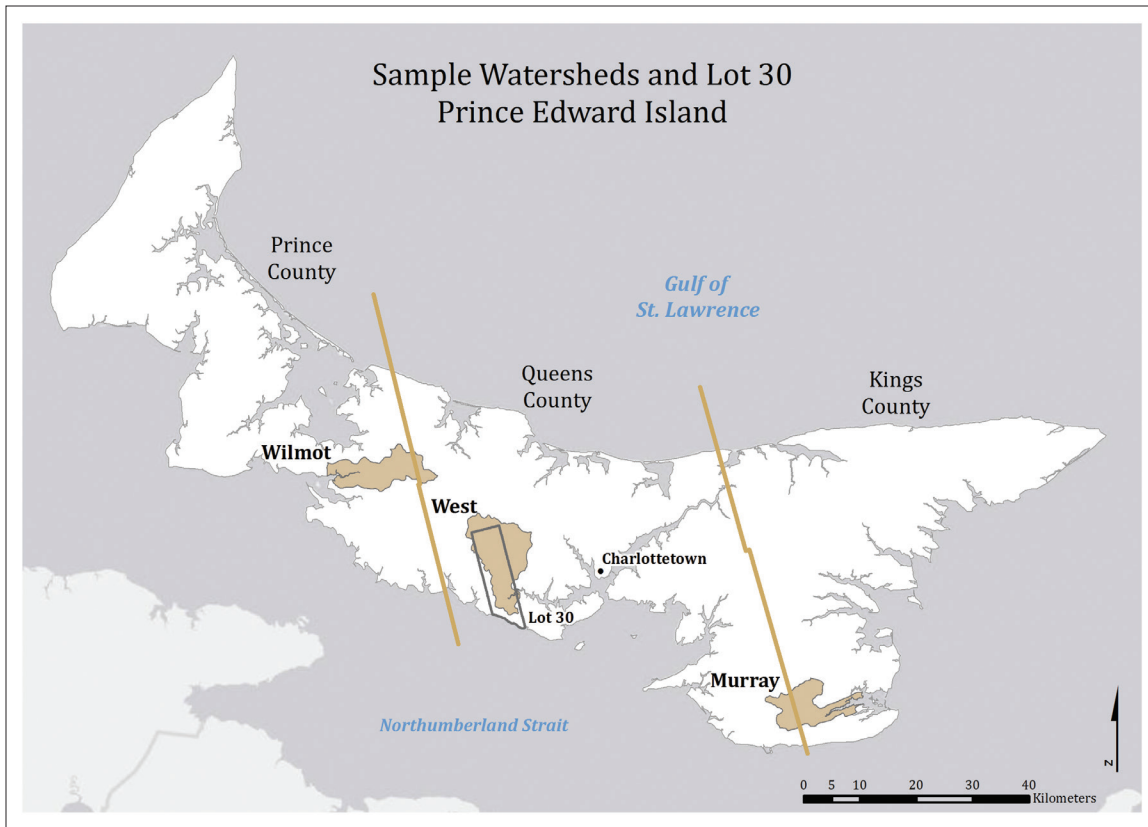 Sample Watersheds and Lot 30
Prince Edward Island
Prince
County
Gulf of
St. Lawrence
Queens
County
Kings
County
Wilmot
West
Charlottetown
Lot 30
Murray
Northumberland Strait
N
0 5 10 20 30 40
Kilometers